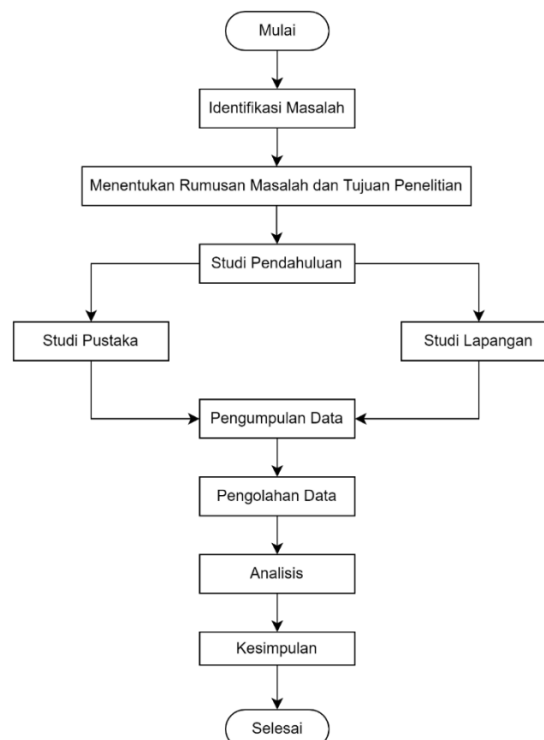 Mulai
Identifikasi Masalah
Menentukan Rumusan Masalah dan Tujuan Penelitian
Studi Pendahuluan
Studi Pustaka
Studi Lapangan
Pengumpulan Data
Pengolahan Data
Analisis
Kesimpulan
Selesai